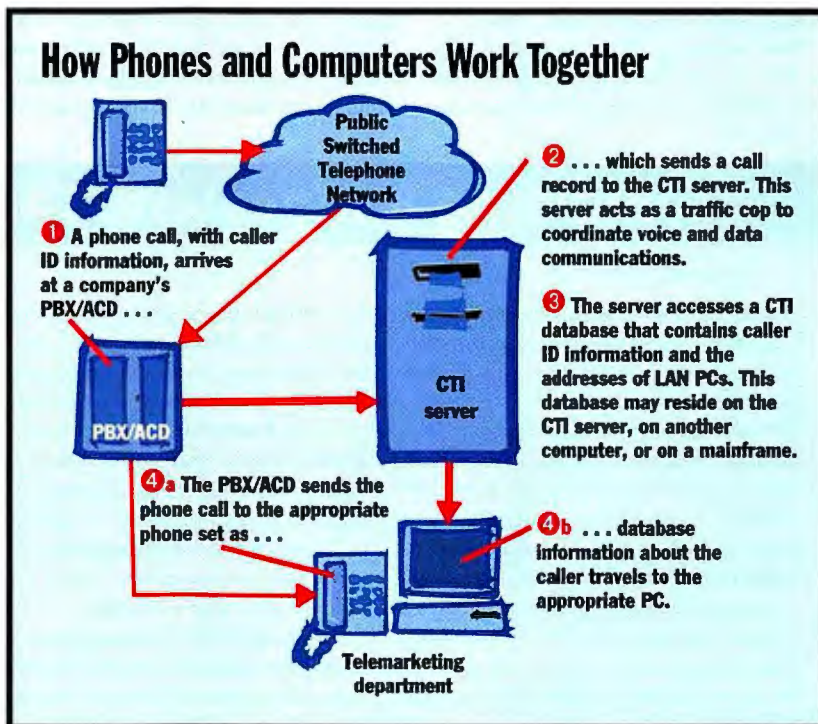 How Phones and Computers Work Together
Public
Switched
Telephone
Network
1 A phone call, with caller
ID information, arrives
at a company's
PBX/ACD . . .
2 . . . which sends a call
record to the CTI server. This
server acts as a traffic cop to
coordinate voice and data
communications.
3 The server accesses a CTI
database that contains caller
ID information and the
addresses of LAN PCs. This
database may reside on the
CTI server, on another
computer, or on a mainframe.
CTI
server
PBX/ACD
4a The PBX/ACD sends the
phone call to the appropriate
phone set as . . .
4b . . . database
information about the
caller travels to the
appropriate PC.
Telemarketing
department